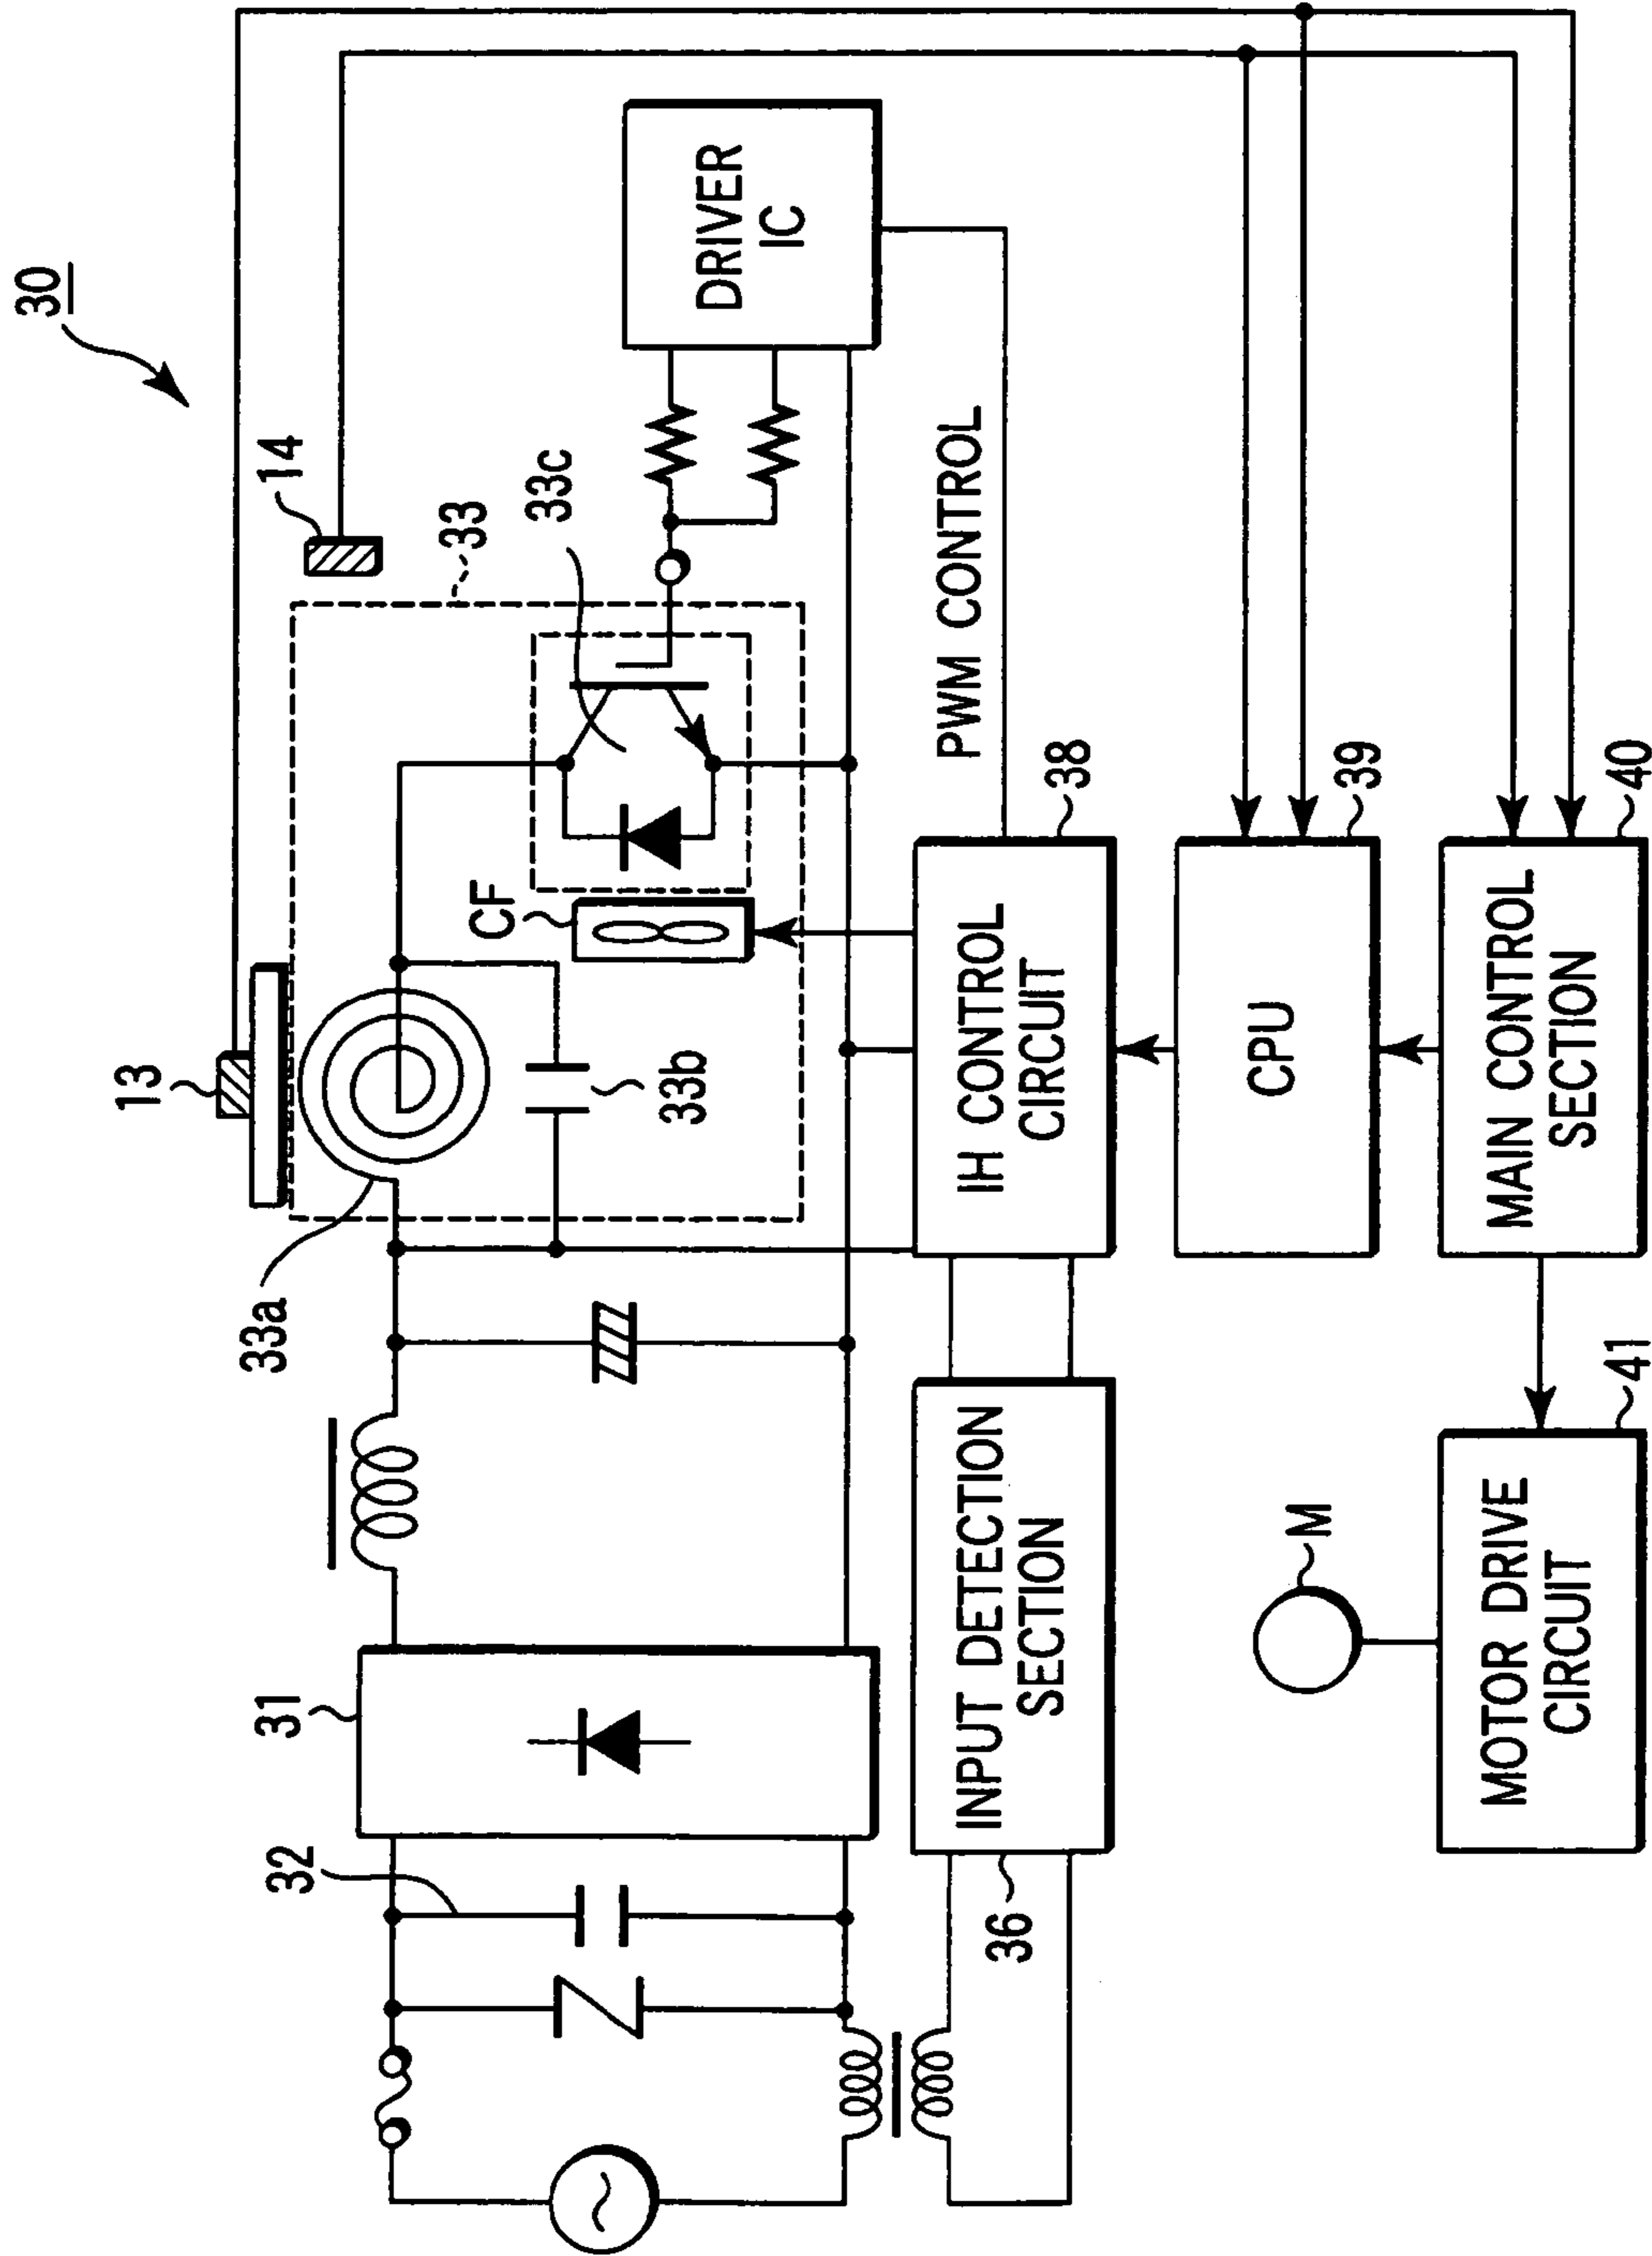 30
13
14
33
33a
33b
33c
CF
31
32
DRIVER
IC
PWM CONTROL
36
INPUT DETECTION
SECTION
38
IH CONTROL
CIRCUIT
39
CPU
40
MAIN CONTROL
SECTION
41
MOTOR DRIVE
CIRCUIT
M